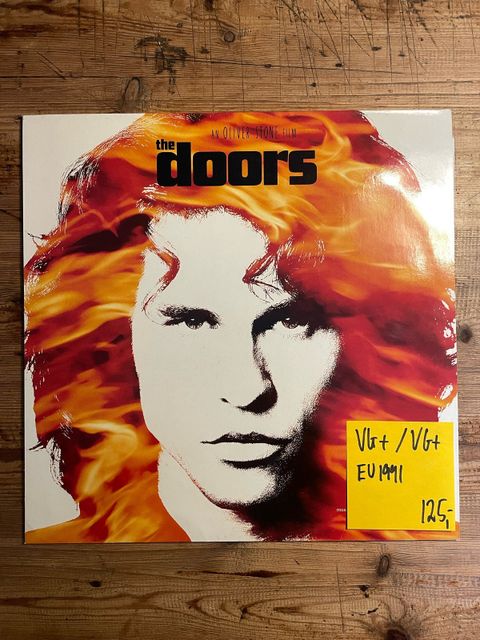 AN OLIVER STONE FILM
the
doors
VG+ / VG+
EU 1991
125,-